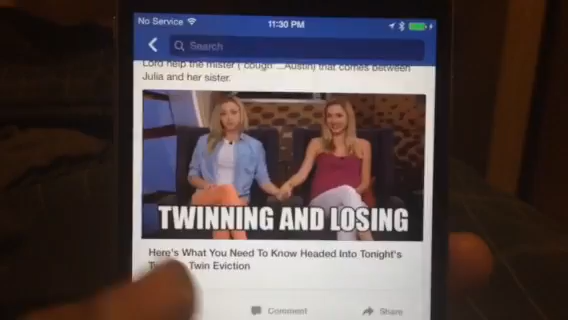 No Service 11:30 PM
Search
Lord help the mister ( cough ...Austin) that comes between
Julia and her sister.
TWINNING AND LOSING
Here's What You Need To Know Headed Into Tonight's
Twin Eviction
Comment Share